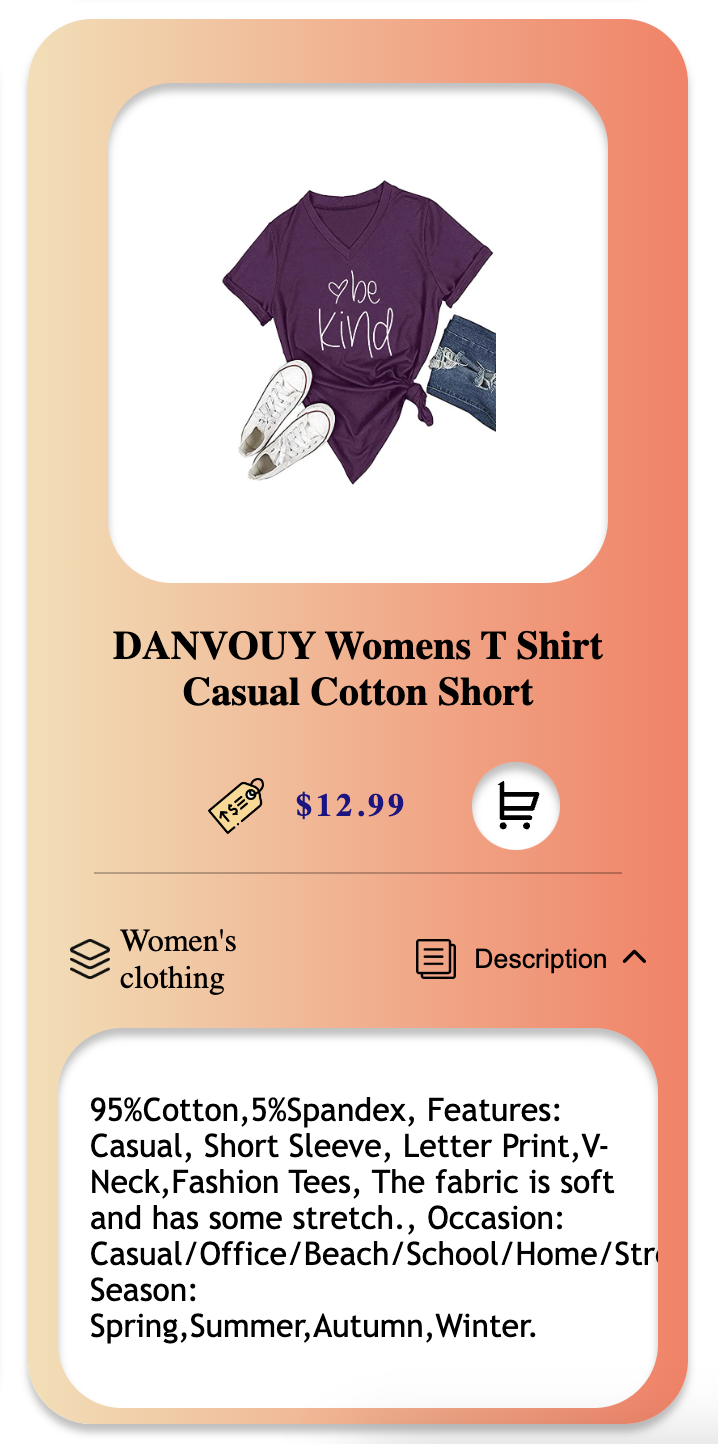 be
Kind
DANVOUY Womens T Shirt
Casual Cotton Short
$12.99
Women's
clothing
Description
95%Cotton,5%Spandex, Features:
Casual, Short Sleeve, Letter Print,V-
Neck,Fashion Tees, The fabric is soft
and has some stretch., Occasion:
Casual/Office/Beach/School/Home/Str
Season:
Spring,Summer,Autumn,Winter.